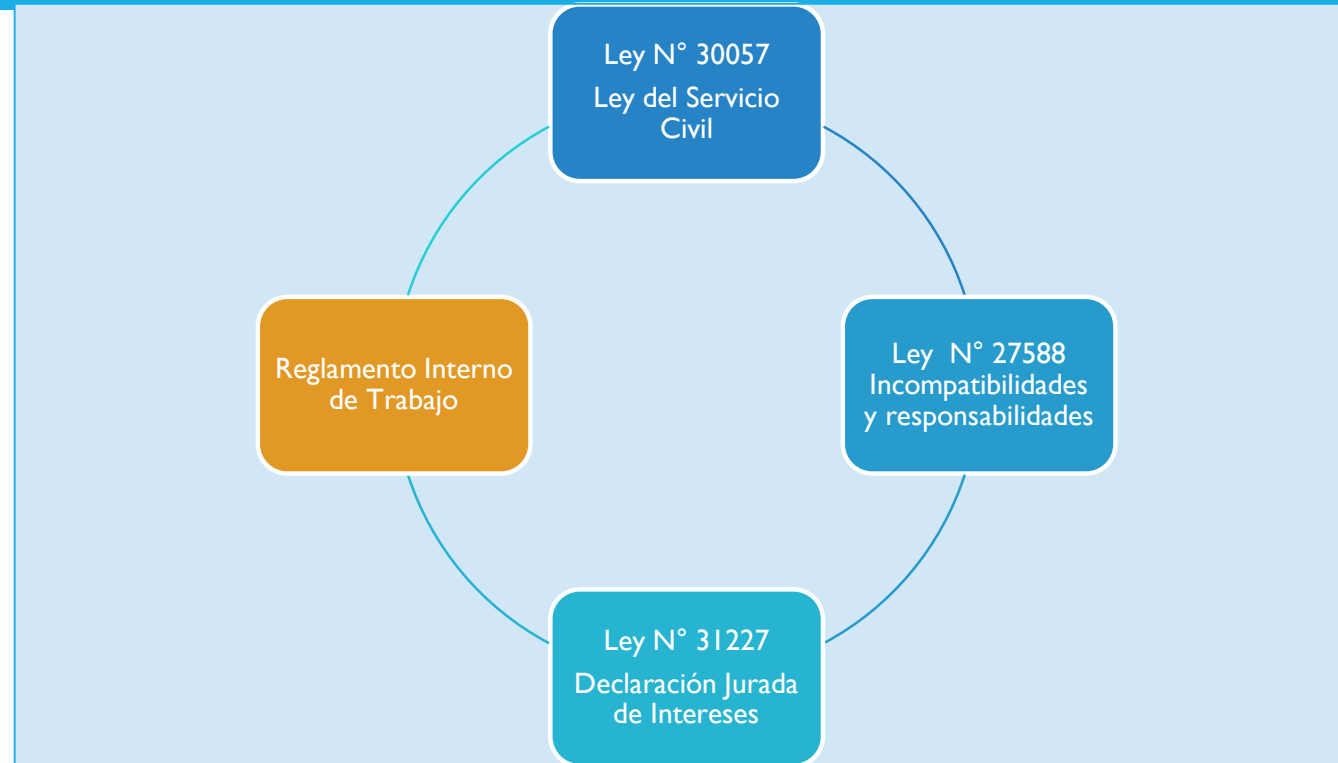 Ley N° 30057
Ley del Servicio
Civil
Ley N° 27588
Incompatibilidades
y responsabilidades
Ley N° 31227
Declaración Jurada
de Intereses
Reglamento Interno
de Trabajo